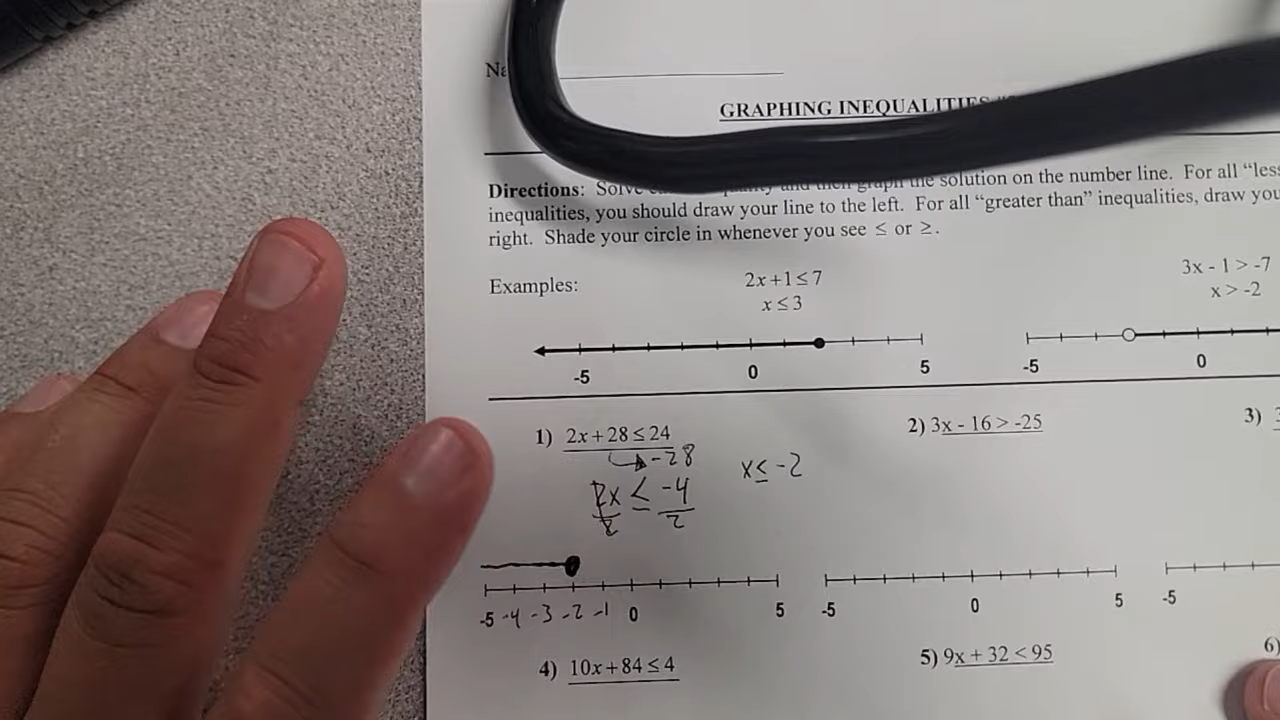 GRAPHING INEQUALITIES
Directions: the solution on the number line. For all
inequalities, you should draw your line to the left. For all “greater than” inequalities, draw
right. Shade your circle in whenever you see ≤ or ≥.
Examples:
2x+1≤7
x≤3
3x - 1 > -7
x > -2
-5 0 5
-5 0
1) 2x+28≤24
-28
2x ≤ -4
2 2
x ≤ -2
2) 3x - 16 > -25
3)
-5 -4 -3 -2 -1 0 5
-5 0 5
-5
4) 10x+84≤4
5) 9x + 32 < 95
6)